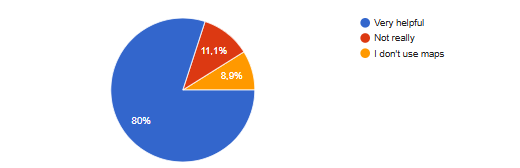 Very helpful
Not really
I don't use maps
11,1%
8,9%
80%